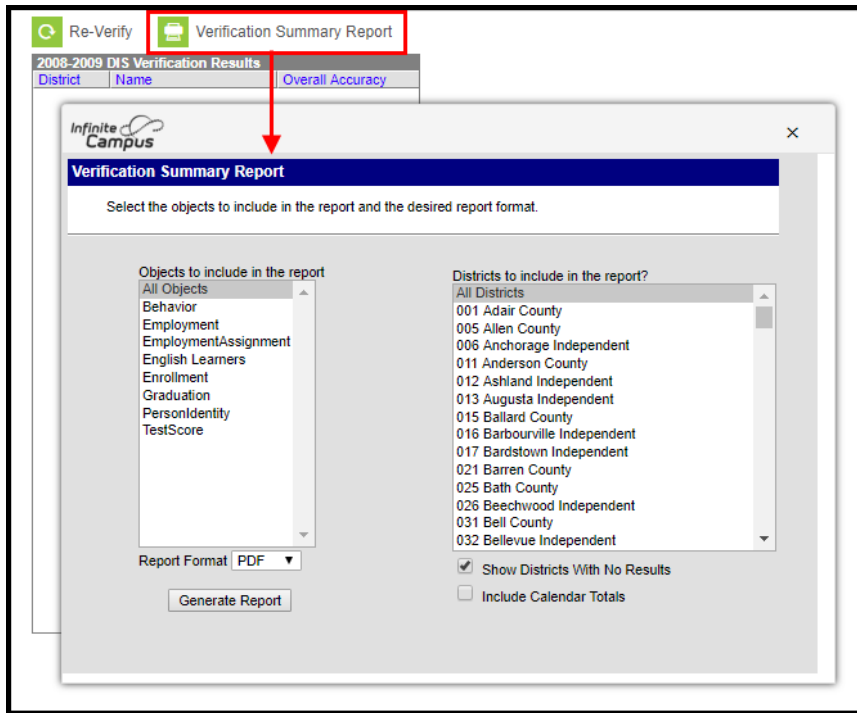 Re-Verify Verification Summary Report
2008-2009 DIS Verification Results
District Name Overall Accuracy
Infinite
Campus
×
Verification Summary Report
Select the objects to include in the report and the desired report format.
Objects to include in the report
All Objects
Behavior
Employment
EmploymentAssignment
English Learners
Enrollment
Graduation
PersonIdentity
TestScore
Report Format PDF
Generate Report
Districts to include in the report?
All Districts
001 Adair County
005 Allen County
006 Anchorage Independent
011 Anderson County
012 Ashland Independent
013 Augusta Independent
015 Ballard County
016 Barbourville Independent
017 Bardstown Independent
021 Barren County
025 Bath County
026 Beechwood Independent
031 Bell County
032 Bellevue Independent
Show Districts With No Results
Include Calendar Totals